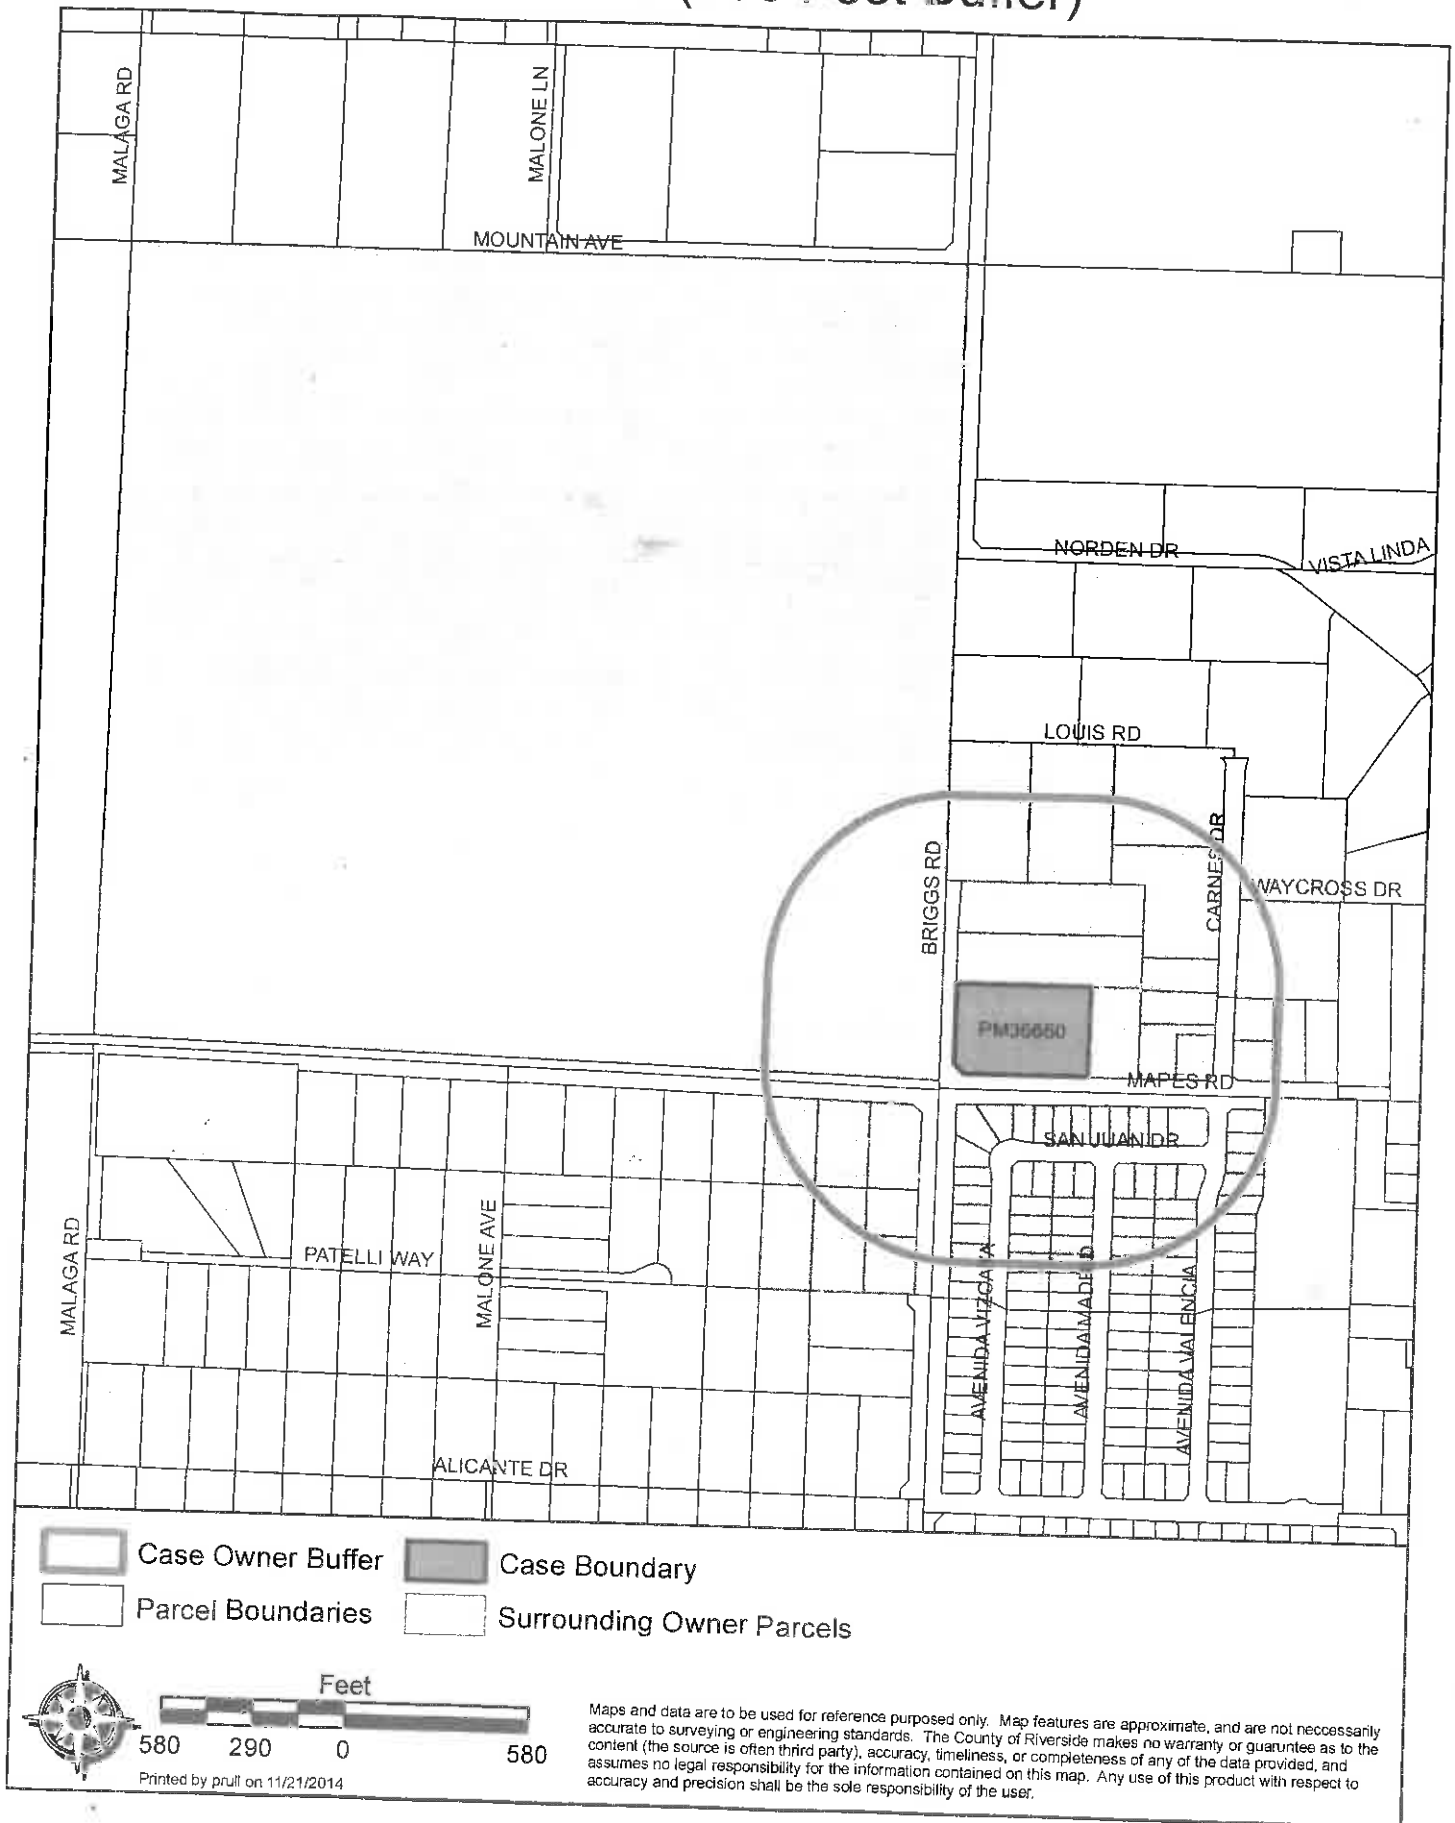 buffer)
MALAGA RD
MALONE LN
MOUNTAIN AVE
NORDEN DR
VISTA LINDA
LOUIS RD
CARNES DR
BRIGGS RD
WAYCROSS DR
PM36660
MAPES RD
SAN JUAN DR
MALAGA RD
PATELLI WAY
MALONE AVE
AVENIDA
AVENIDA
AVENIDA VALENCIA
ALICANTE DR
Case Owner Buffer
Case Boundary
Parcel Boundaries
Surrounding Owner Parcels
Feet
580 290 0 580
Printed by prull on 11/21/2014
Maps and data are to be used for reference purposed only. Map features are approximate, and are not neccessarily
accurate to surveying or engineering standards. The County of Riverside makes no warranty or guaruntee as to the
content (the source is often thrird party), accuracy, timeliness, or completeness of any of the data provided, and
assumes no legal responsibility for the information contained on this map. Any use of this product with respect to
accuracy and precision shall be the sole responsibility of the user.